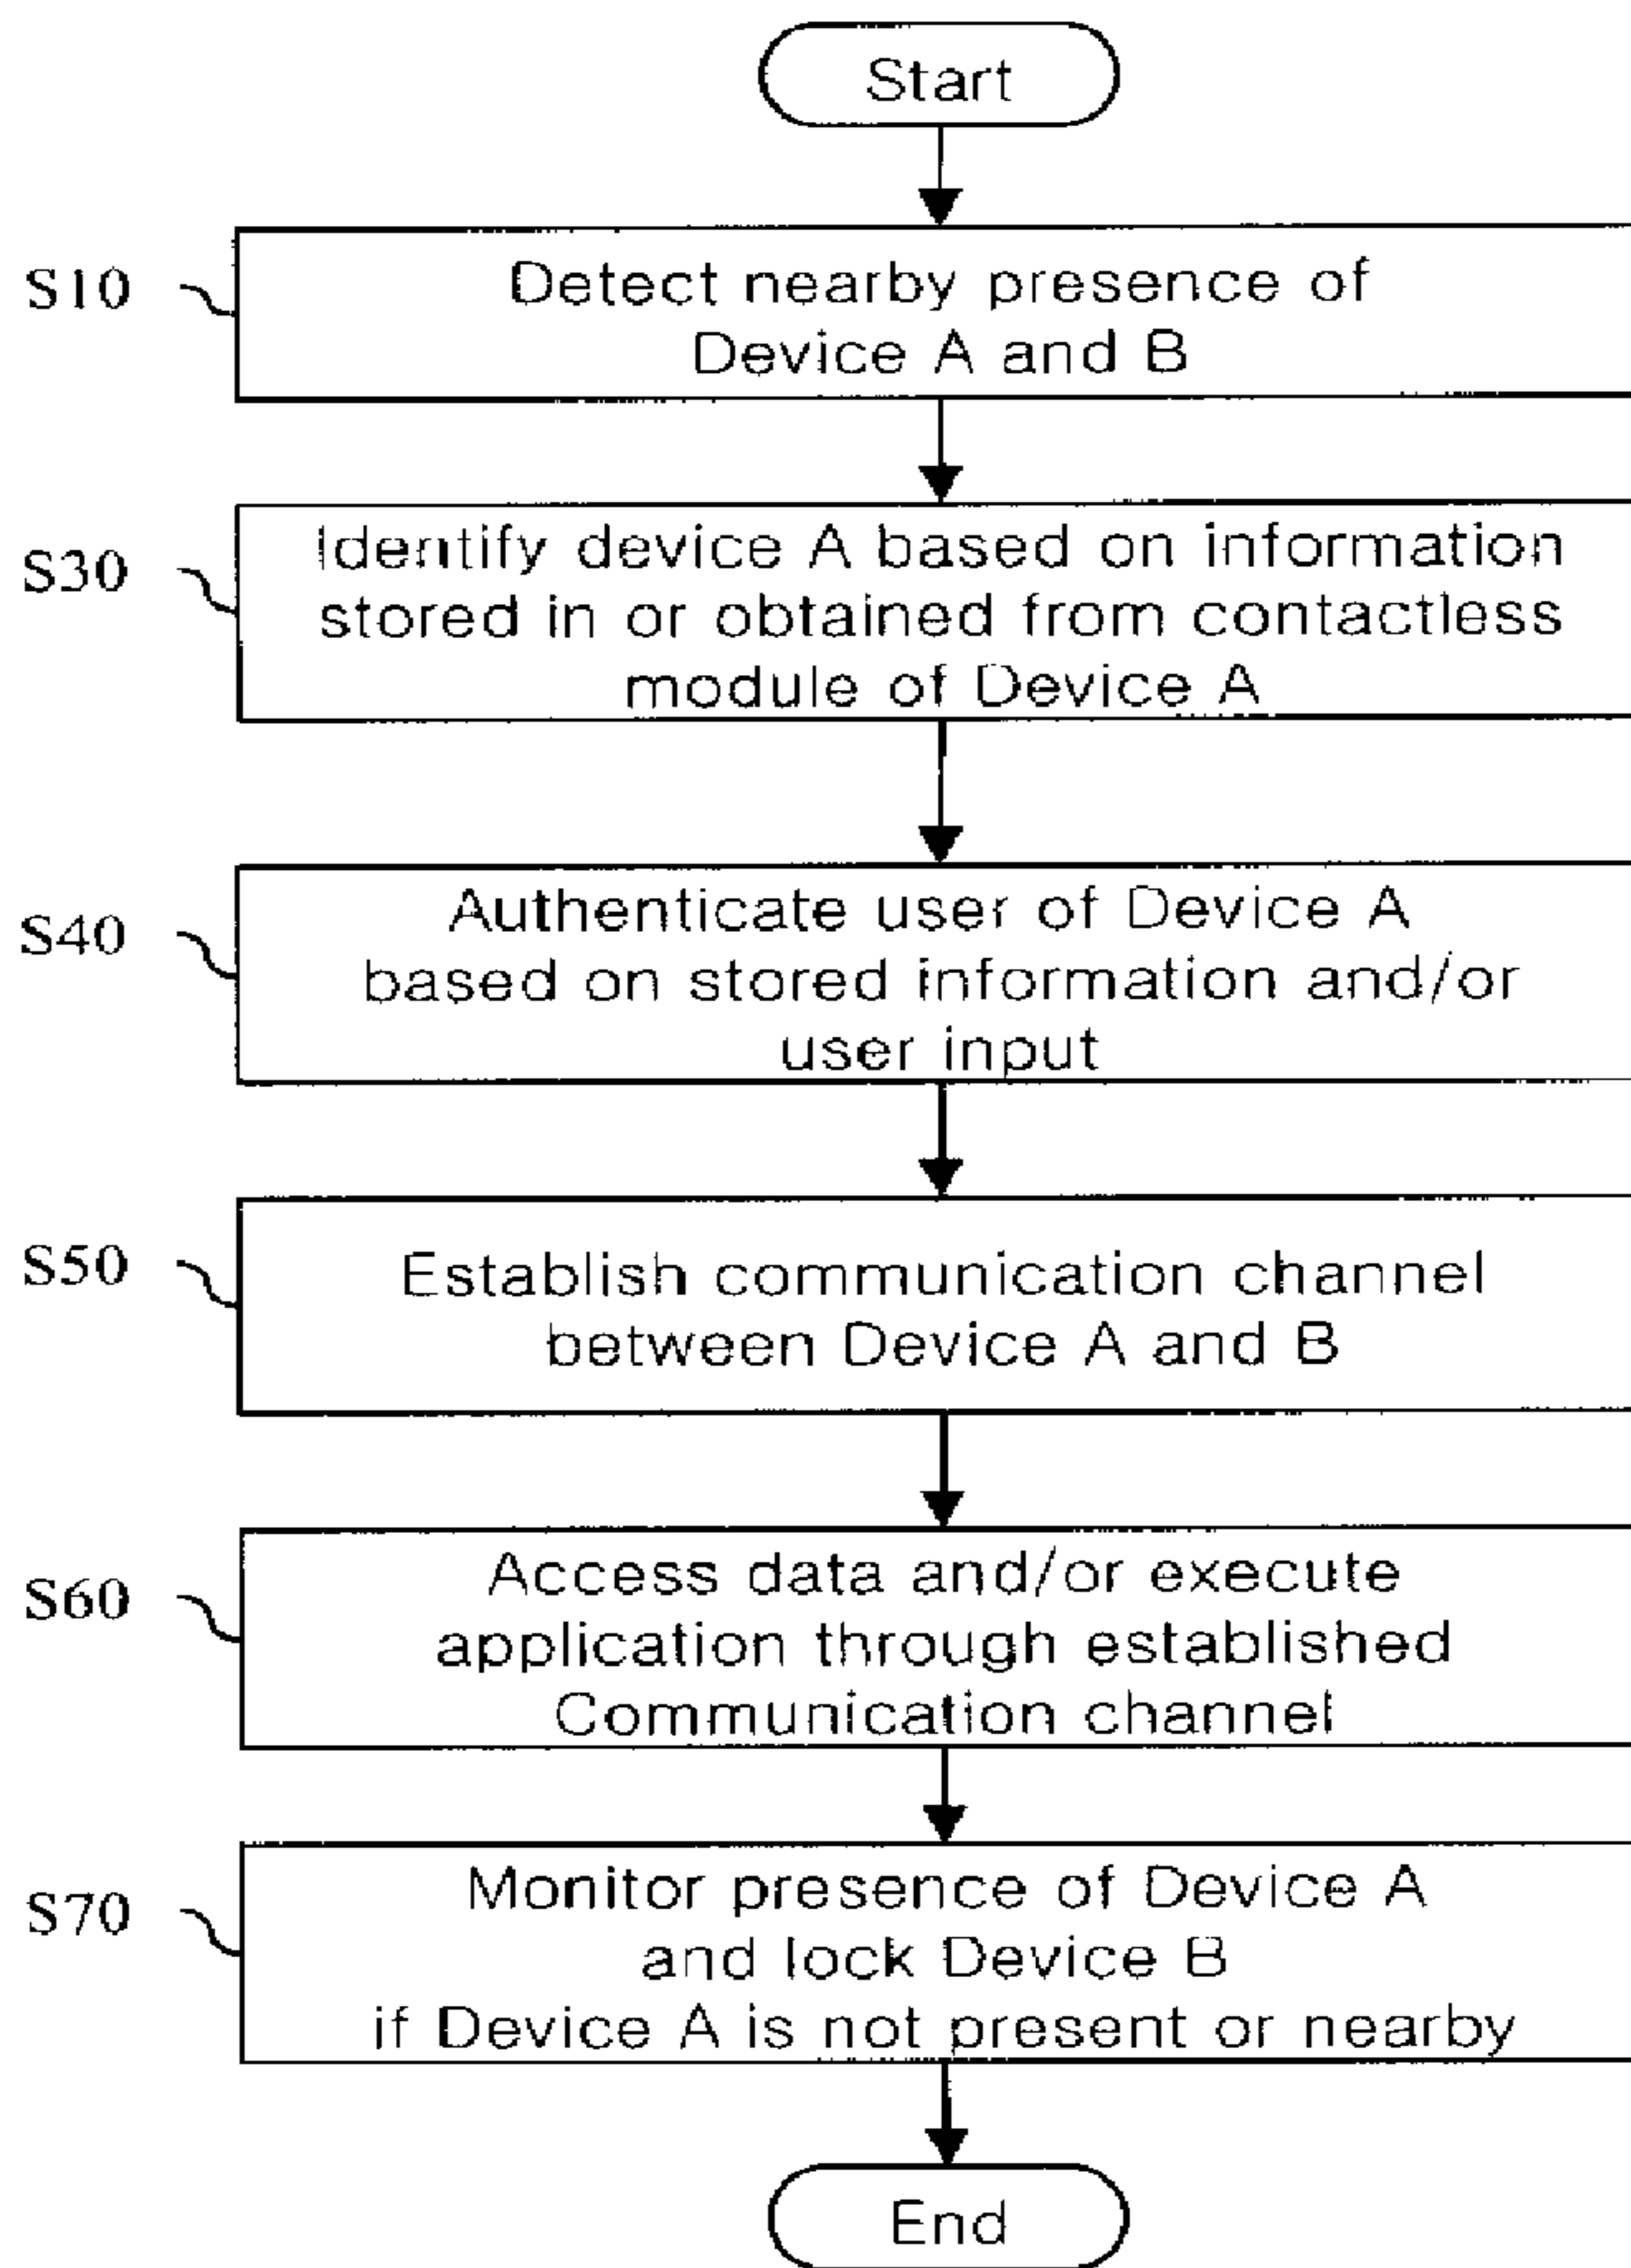 Start
S10
Detect nearby presence of
Device A and B
S30
Identify device A based on information
stored in or obtained from contactless
module of Device A
S40
Authenticate user of Device A
based on stored information and/or
user input
S50
Establish communication channel
between Device A and B
S60
Access data and/or execute
application through established
Communication channel
S70
Monitor presence of Device A
and lock Device B
if Device A is not present or nearby
End